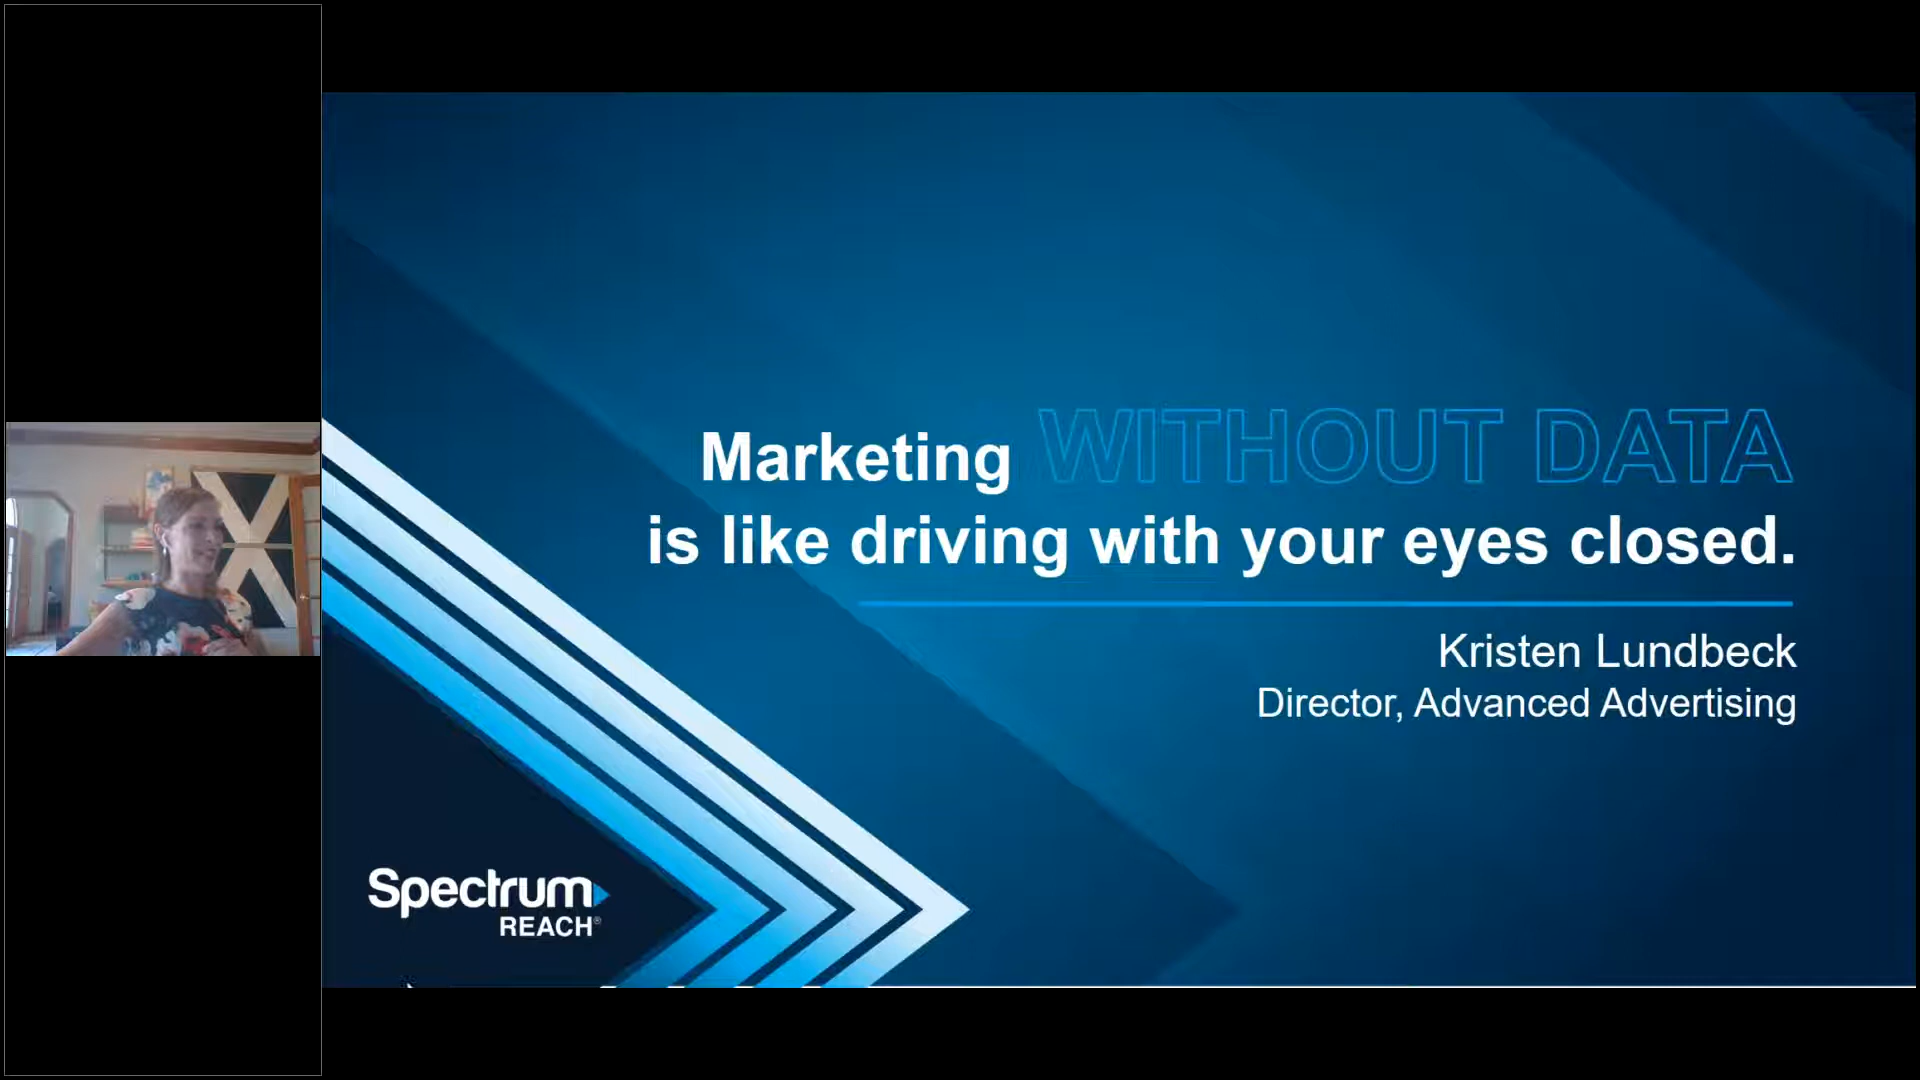 Marketing WITHOUT DATA
is like driving with your eyes closed.
Kristen Lundbeck
Director, Advanced Advertising
Spectrum
REACH®